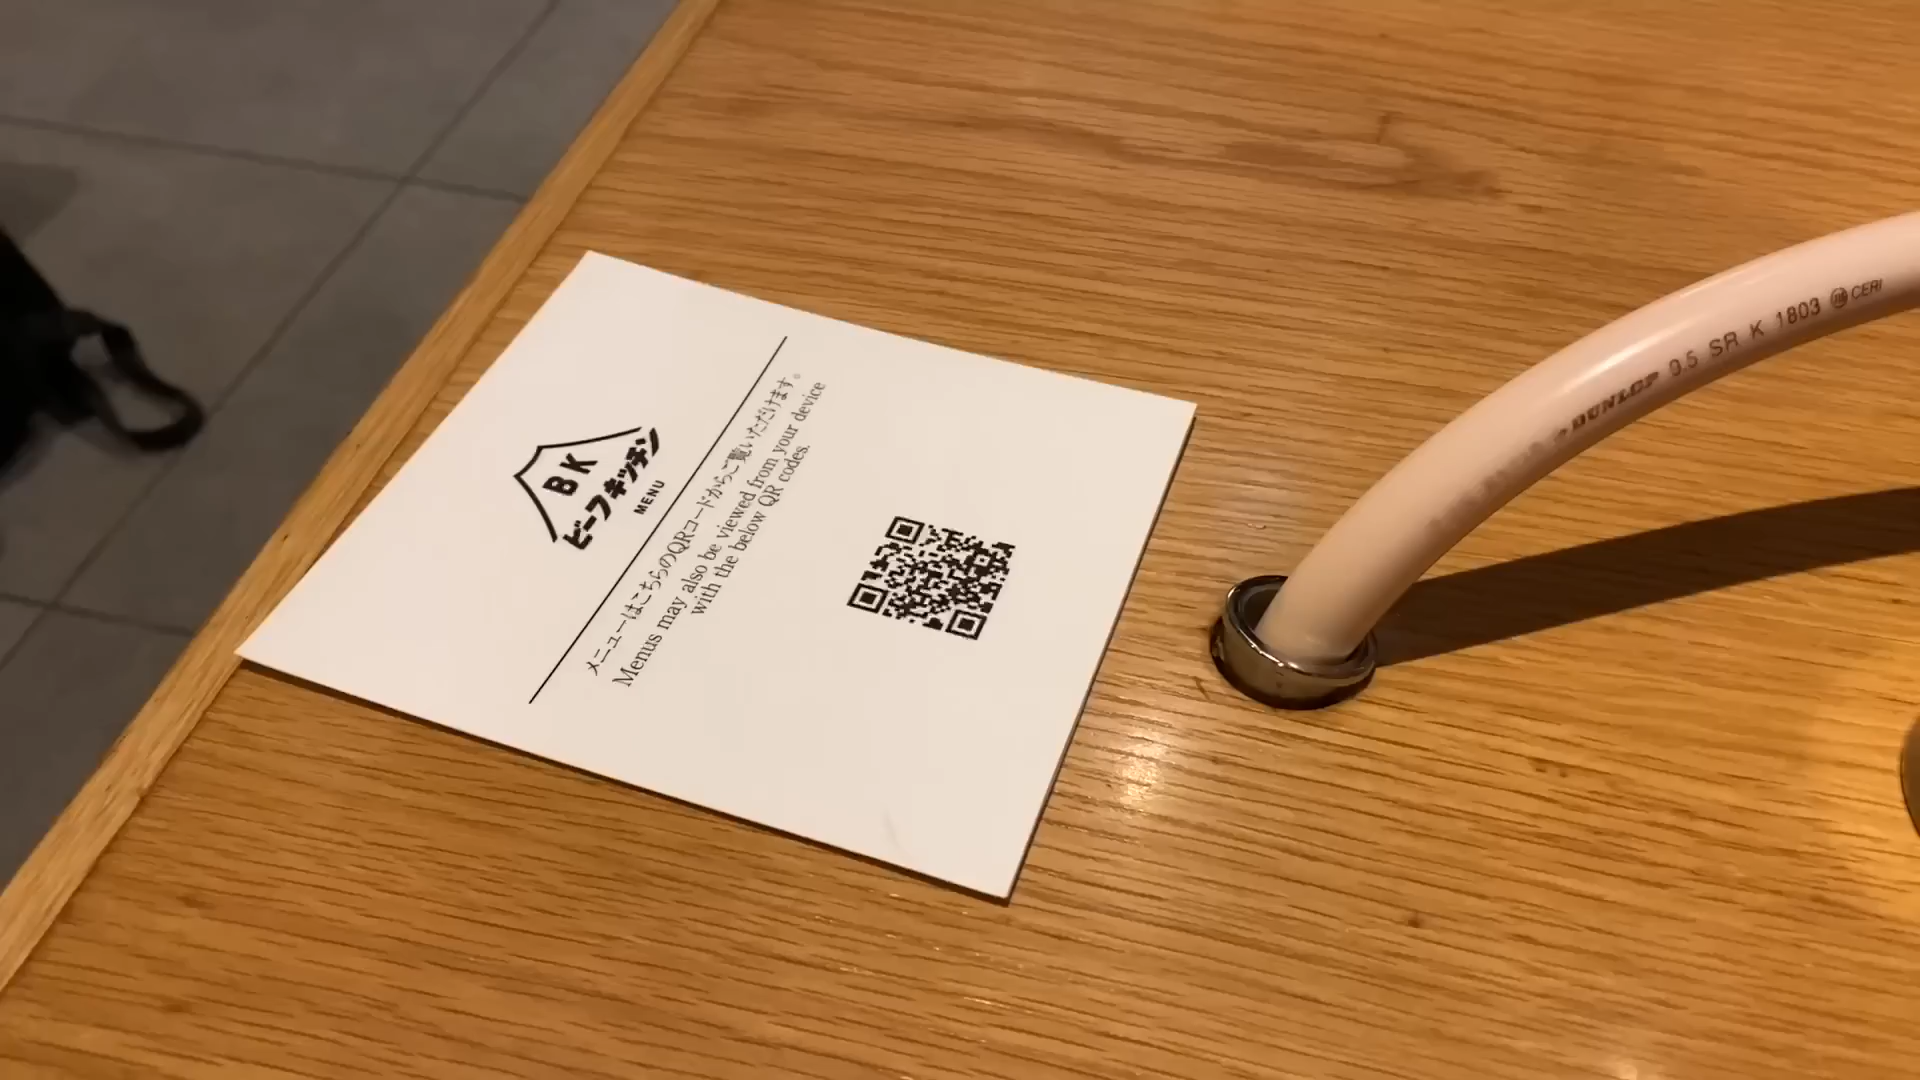 BK
ビーフキッチン
MENU
メニューはこちらのQRコードからご覧いただけます。
Menus may also be viewed from your device
with the below QR codes.
DUNLOP 9.5 SR K 1803 CERI